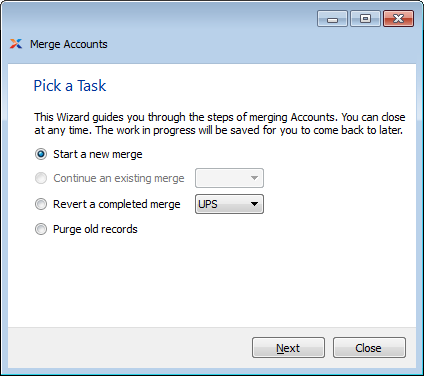 Merge Accounts
Pick a Task
This Wizard guides you through the steps of merging Accounts. You can close
at any time. The work in progress will be saved for you to come back to later.
Start a new merge
Continue an existing merge
Revert a completed merge UPS
Purge old records
Next Close